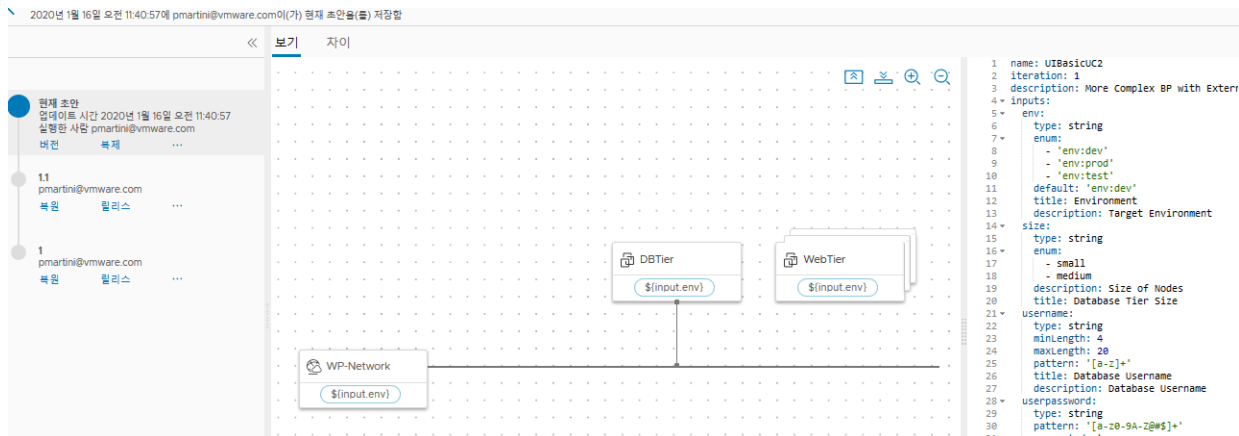 2020년 1월 16일 오전 11:40:57에 pmartini@vmware.com이(가) 현재 초안을(를) 저장함
보기
차이
현재 초안
업데이트 시간 2020년 1월 16일 오전 11:40:57
실행한 사람 pmartini@vmware.com
버전 복제 ...
1.1
pmartini@vmware.com
복원 릴리스 ...
1
pmartini@vmware.com
복원 릴리스 ...
DBTier
${input.env}
WebTier
${input.env}
WP-Network
${input.env}
1 name: UIBasicUC2
2 iteration: 1
3 description: More Complex BP with Extern
4 inputs:
5 env:
6 type: string
7 enum:
8 - 'env:dev'
9 - 'env:prod'
10 - 'env:test'
11 default: 'env:dev'
12 title: Environment
13 description: Target Environment
14 size:
15 type: string
16 enum:
17 - small
18 - medium
19 description: Size of Nodes
20 title: Database Tier Size
21 username:
22 type: string
23 minLength: 4
24 maxLength: 20
25 pattern: '[a-z]+'
26 title: Database Username
27 description: Database Username
28 userpassword:
29 type: string
30 pattern: '[a-z0-9A-Z@#$]+'